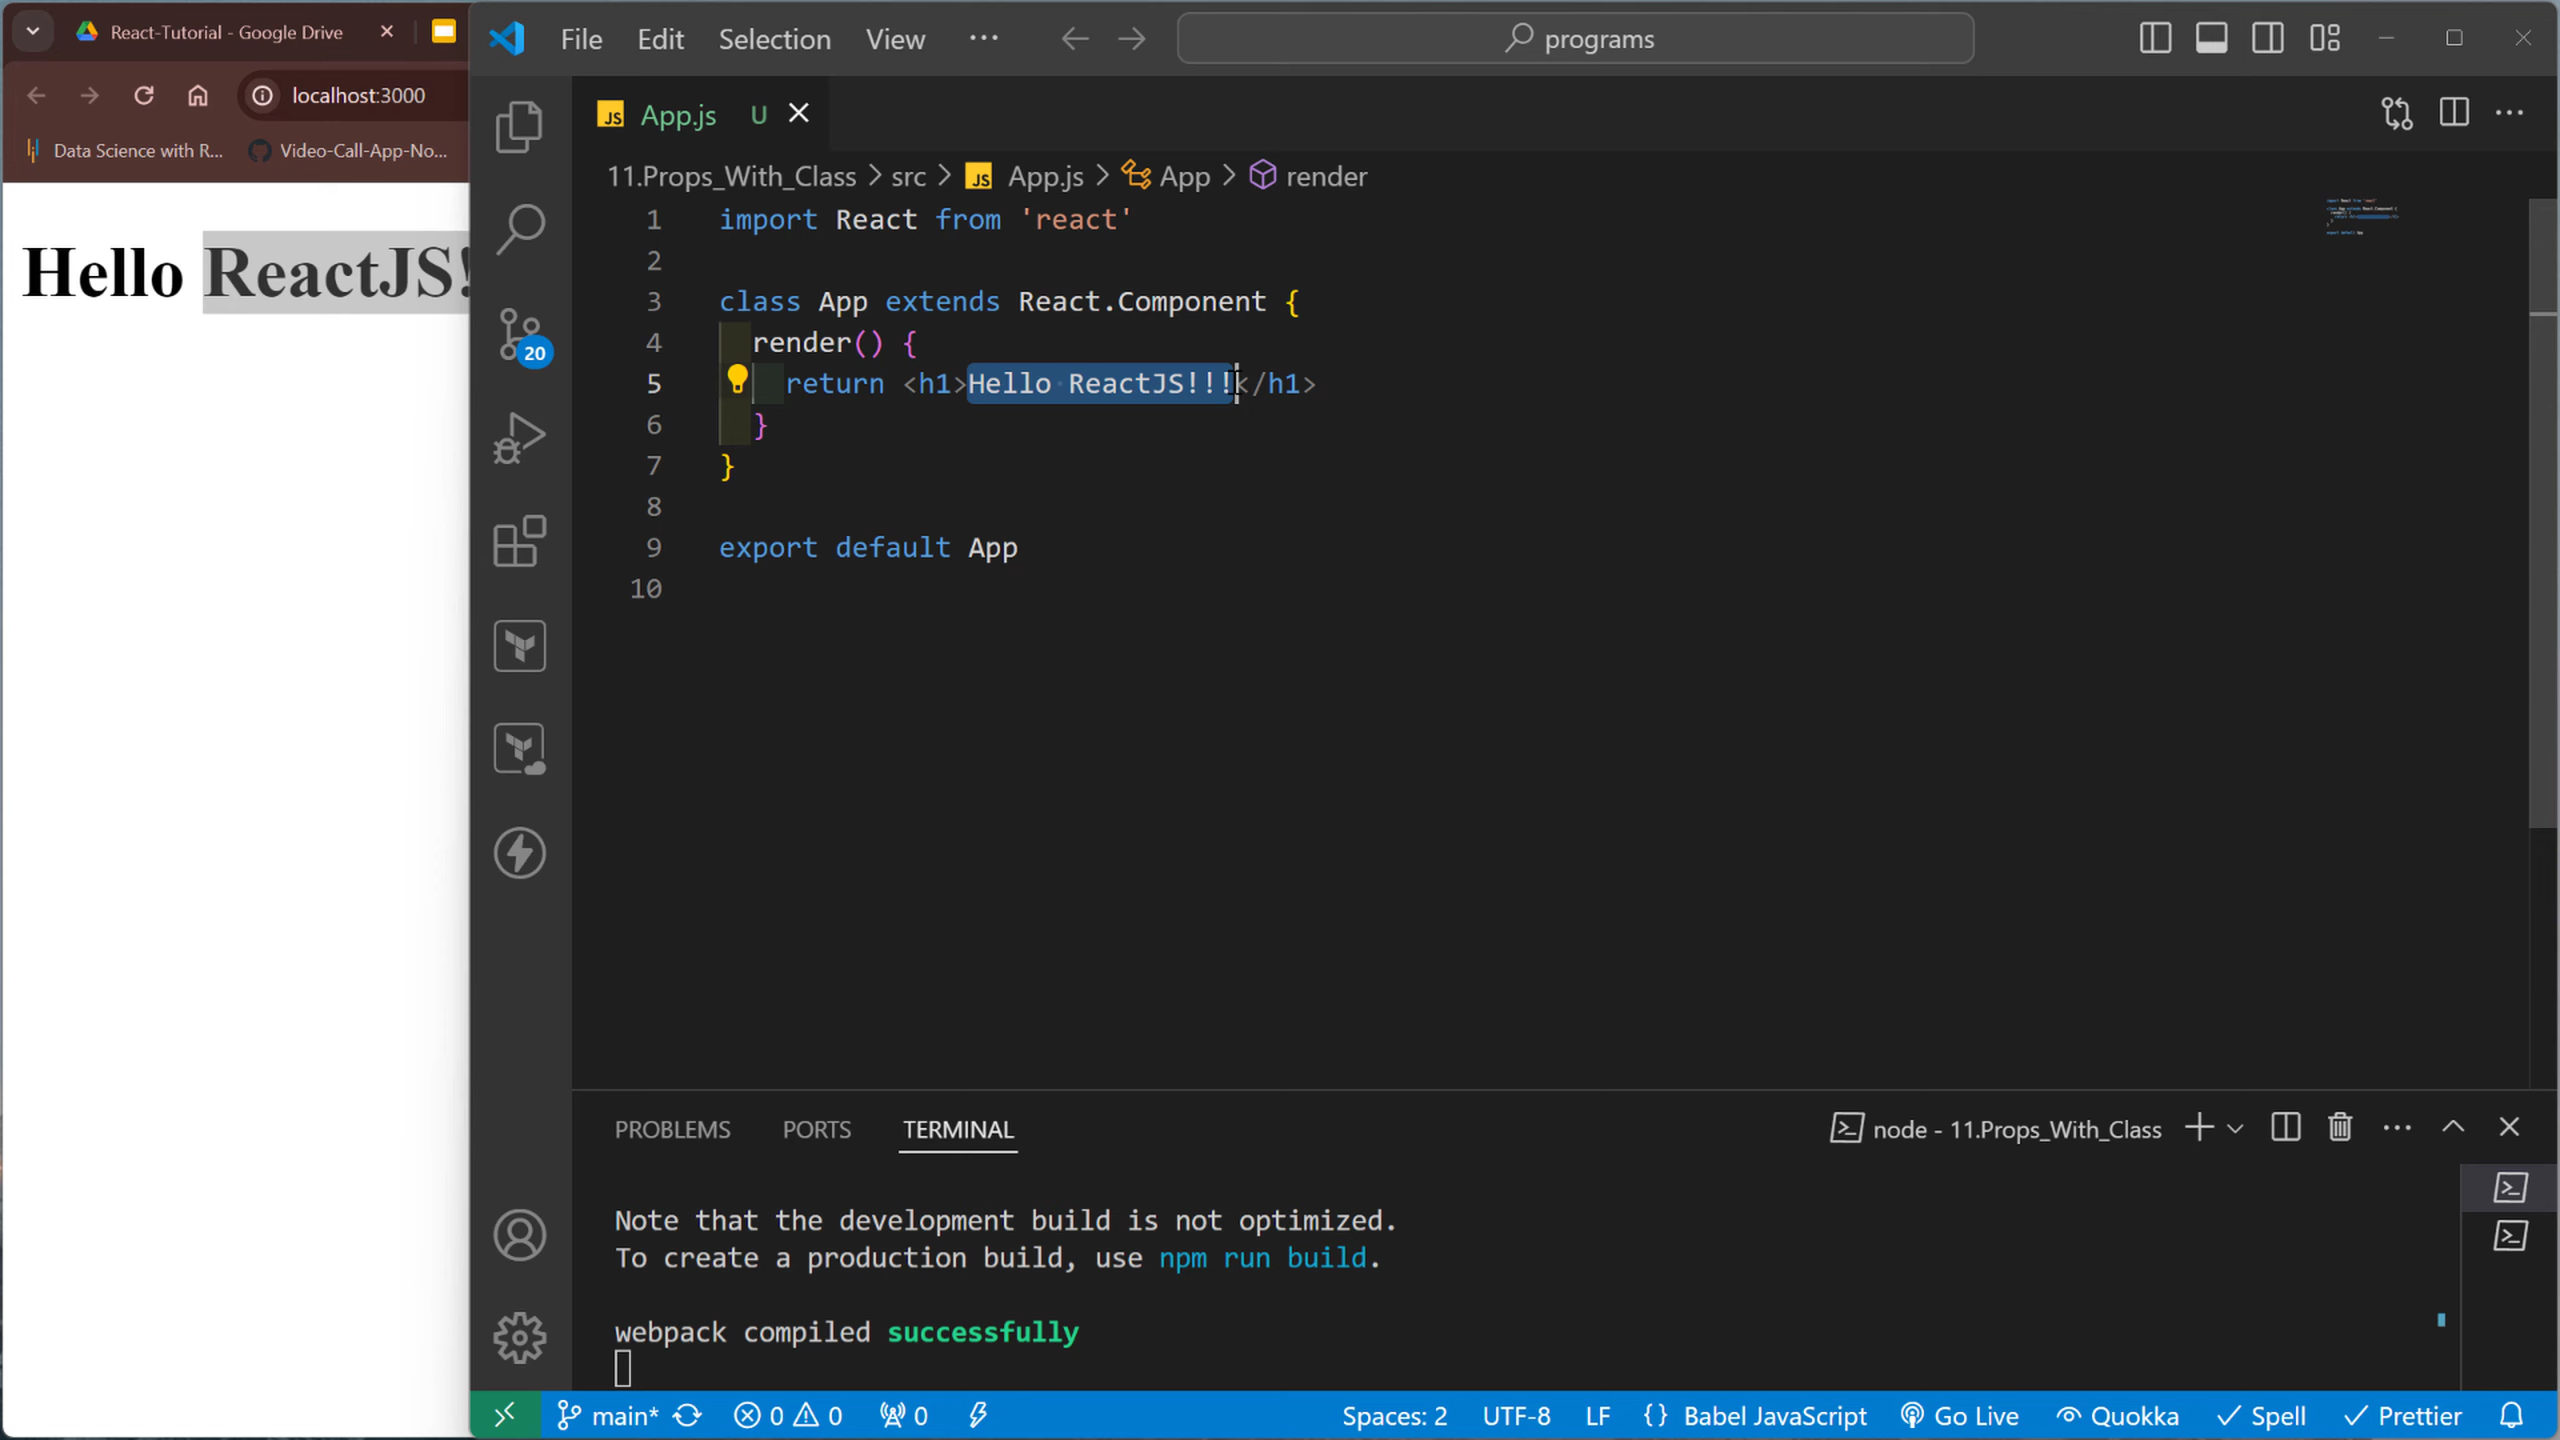 React-Tutorial - Google Drive
localhost:3000
Data Science with R...
Video-Call-App-No...
Hello ReactJS!
File Edit Selection View ...
programs
JS App.js U
11.Props_With_Class > src > JS App.js > App > render
1 import React from 'react'
2
3 class App extends React.Component {
4 render() {
5 return <h1>Hello ReactJS!!!</h1>
6 }
7 }
8
9 export default App
10
20
PROBLEMS PORTS TERMINAL
node - 11.Props_With_Class
Note that the development build is not optimized.
To create a production build, use npm run build.
webpack compiled successfully
main* 0 0 0 Spaces: 2 UTF-8 LF {} Babel JavaScript Go Live Quokka Spell Prettier